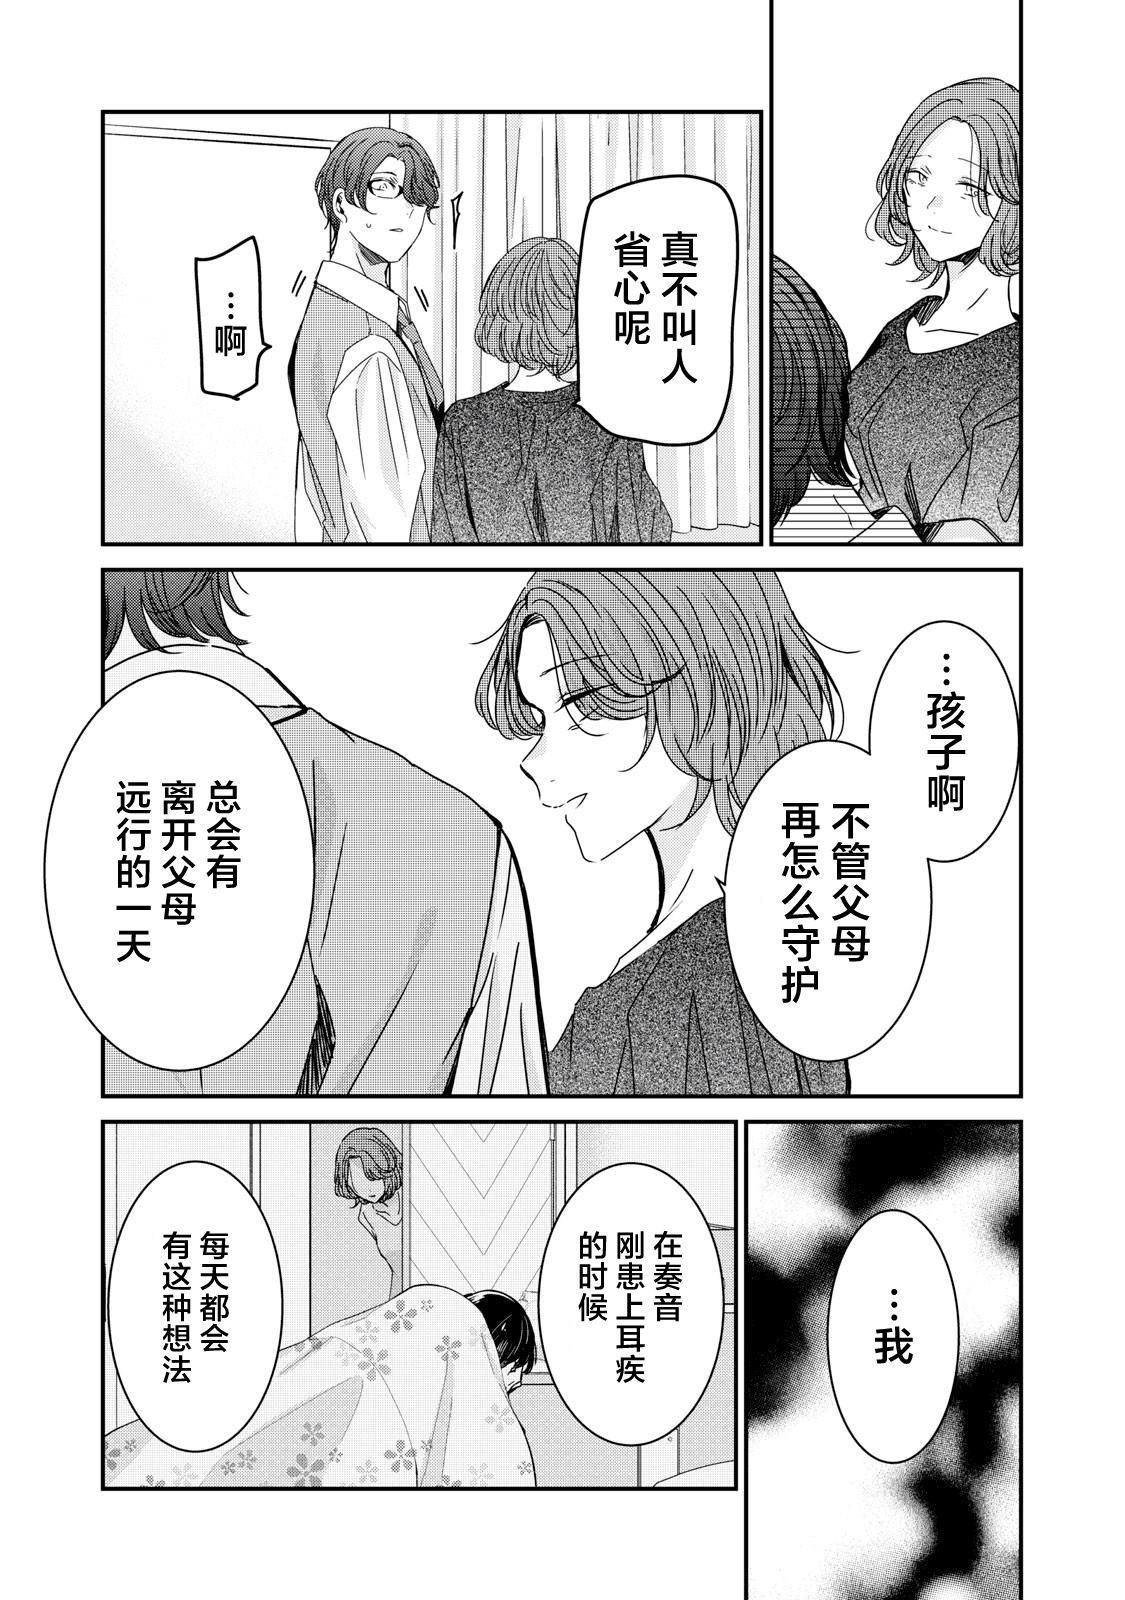 真不叫人
省心呢
…啊
…孩子啊
不管父母
再怎么守护
总会有
离开父母
远行的一天
…我
在奏音
刚患上耳疾
的时候
每天都会
有这种想法